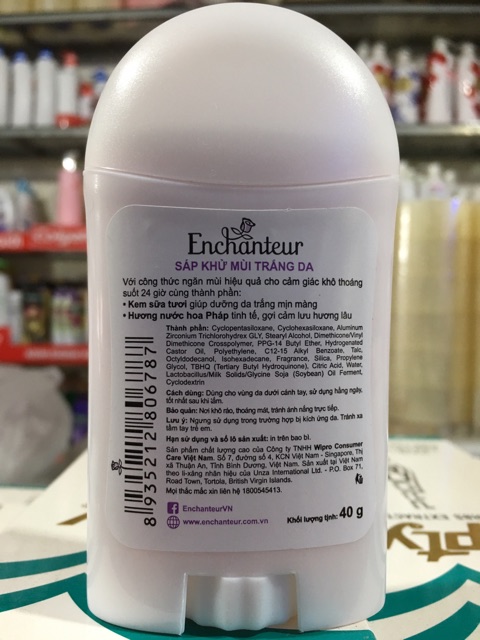 Enchanteur
SÁP KHỬ MÙI TRẮNG DA
Với công thức ngăn mùi hiệu quả cho cảm giác khô thoáng
suốt 24 giờ cùng thành phần:
• Kem sữa tươi giúp dưỡng da trắng mịn màng
• Hương nước hoa Pháp tinh tế, gợi cảm lưu hương lâu
Thành phần: Cyclopentasiloxane, Cyclohexasiloxane, Aluminum
Zirconium Trichlorohydrex GLY, Stearyl Alcohol, Dimethicone/Vinyl
Dimethicone Crosspolymer, PPG-14 Butyl Ether, Hydrogenated
Castor Oil, Polyethylene, C12-15 Alkyl Benzoate, Talc,
Octyldodecanol, Isohexadecane, Fragrance, Silica, Propylene
Glycol, TBHQ (Tertiary Butyl Hydroquinone), Citric Acid, Water,
Lactobacillus/Milk Solids/Glycine Soja (Soybean) Oil Ferment,
Cyclodextrin
Cách dùng: Dùng cho vùng da dưới cánh tay, sử dụng hằng ngày,
tốt nhất sau khi tắm.
Bảo quản: Nơi khô ráo, thoáng mát, tránh ánh nắng trực tiếp.
Lưu ý: Ngưng sử dụng trong trường hợp bị kích ứng da. Tránh xa
tầm tay trẻ em.
Hạn sử dụng và số lô sản xuất: in trên bao bì.
Sản phẩm chất lượng cao của Công ty TNHH Wipro Consumer
Care Việt Nam. Số 7, đường số 4, KCN Việt Nam - Singapore, TN
xã Thuận An, Tỉnh Bình Dương, Việt Nam. Sản xuất tại Việt Nam
theo li-xăng nhãn hiệu của Unza International Ltd. - P.O. Box 71,
Road Town, Tortola, British Virgin Islands.
Mọi thắc mắc xin liên hệ 1800545413.
EnchanteurVN
www.enchanteur.com.vn
Khối lượng tịnh: 40 g
8 935212 806787